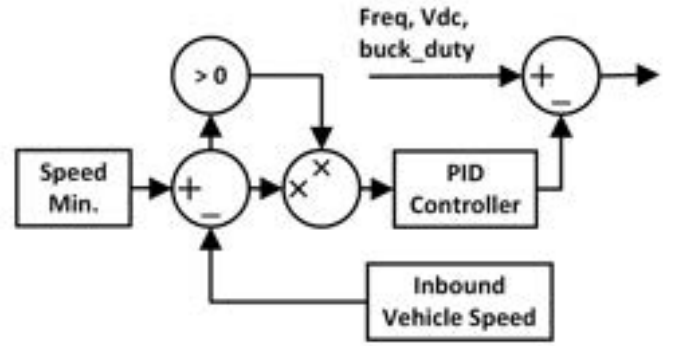 Freq, Vdc,
buck_duty
> 0
+
−
Speed
Min.
+
−
×
×
PID
Controller
Inbound
Vehicle Speed